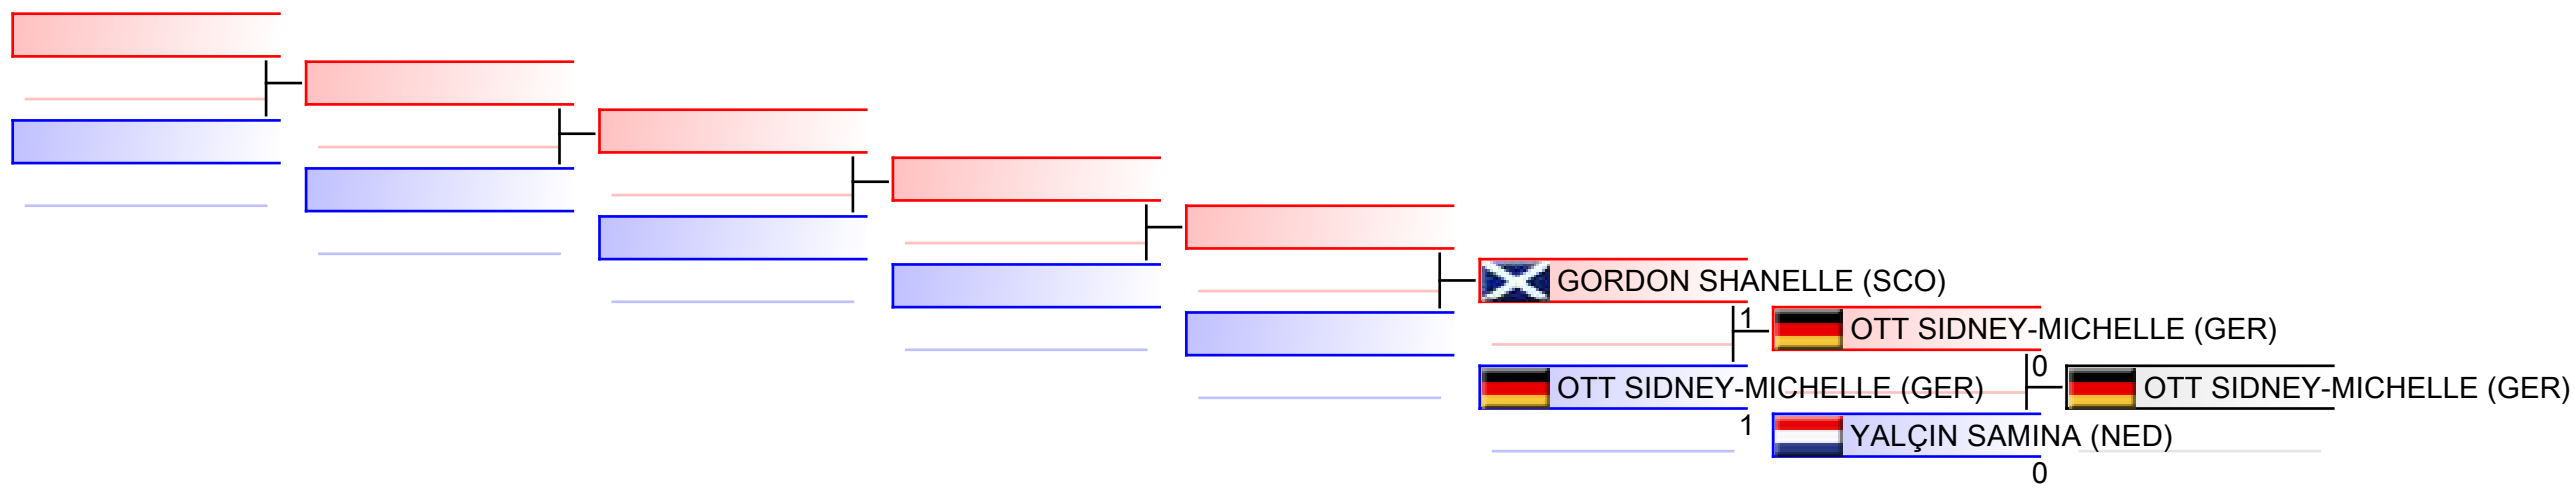 GORDON SHANELLE (SCO)
1
OTT SIDNEY-MICHELLE (GER)
1
OTT SIDNEY-MICHELLE (GER)
0
YALÇIN SAMINA (NED)
0
OTT SIDNEY-MICHELLE (GER)